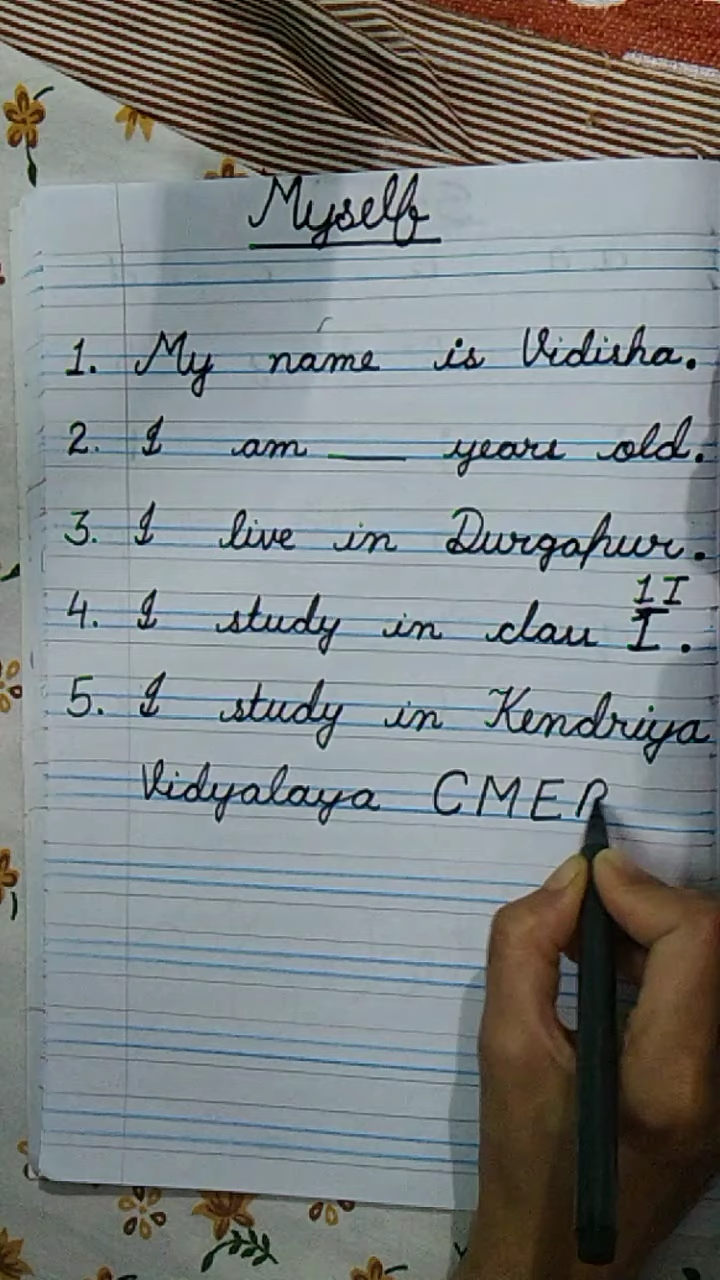 Myself
1. My name is Vidisha.
2. I am ___ years old.
3. I live in Durgapur.
II
4. I study in class I.
5. I study in Kendriya
Vidyalaya CMER